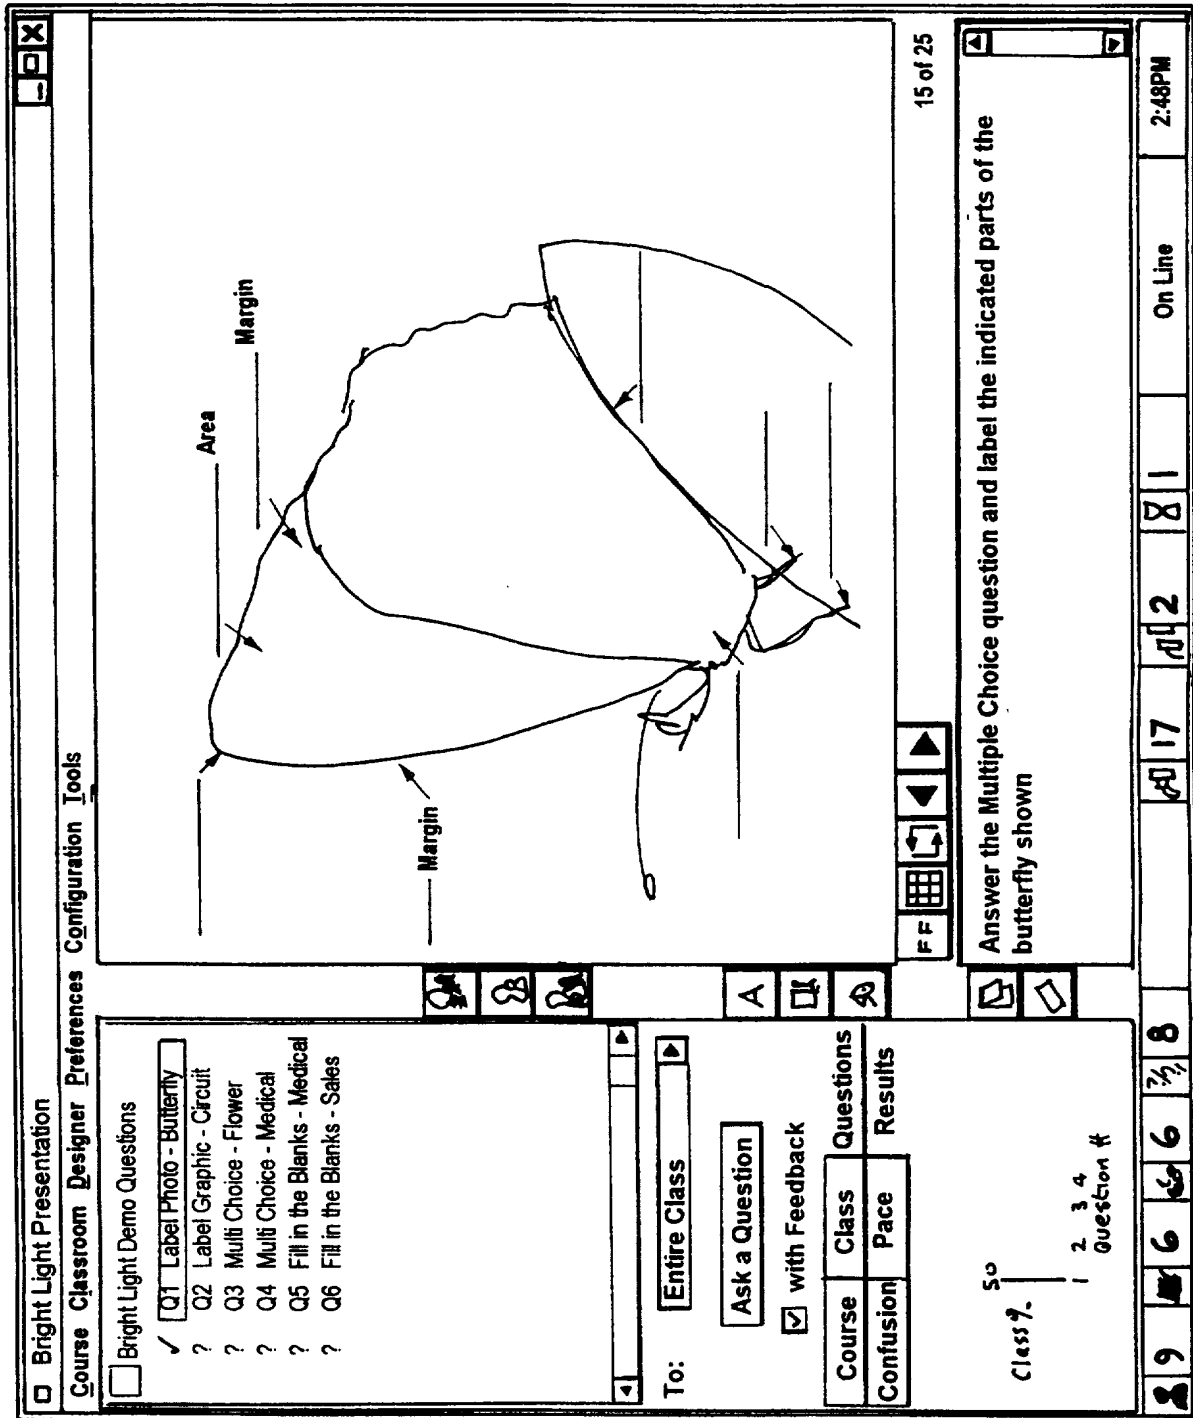 Bright Light Presentation
Course Classroom Designer Preferences Configuration Tools
Bright Light Demo Questions
✓ Q1 Label Photo - Butterfly
? Q2 Label Graphic - Circuit
? Q3 Multi Choice - Flower
? Q4 Multi Choice - Medical
? Q5 Fill in the Blanks - Medical
? Q6 Fill in the Blanks - Sales
To: Entire Class
Ask a Question
with Feedback
Course Class Questions
Confusion Pace Results
Class %
50
1 2 3 4
Question #
A
Area
Margin
Margin
FF
15 of 25
Answer the Multiple Choice question and label the indicated parts of the
butterfly shown
9 6 6 8 17 2 1 On Line 2:48PM